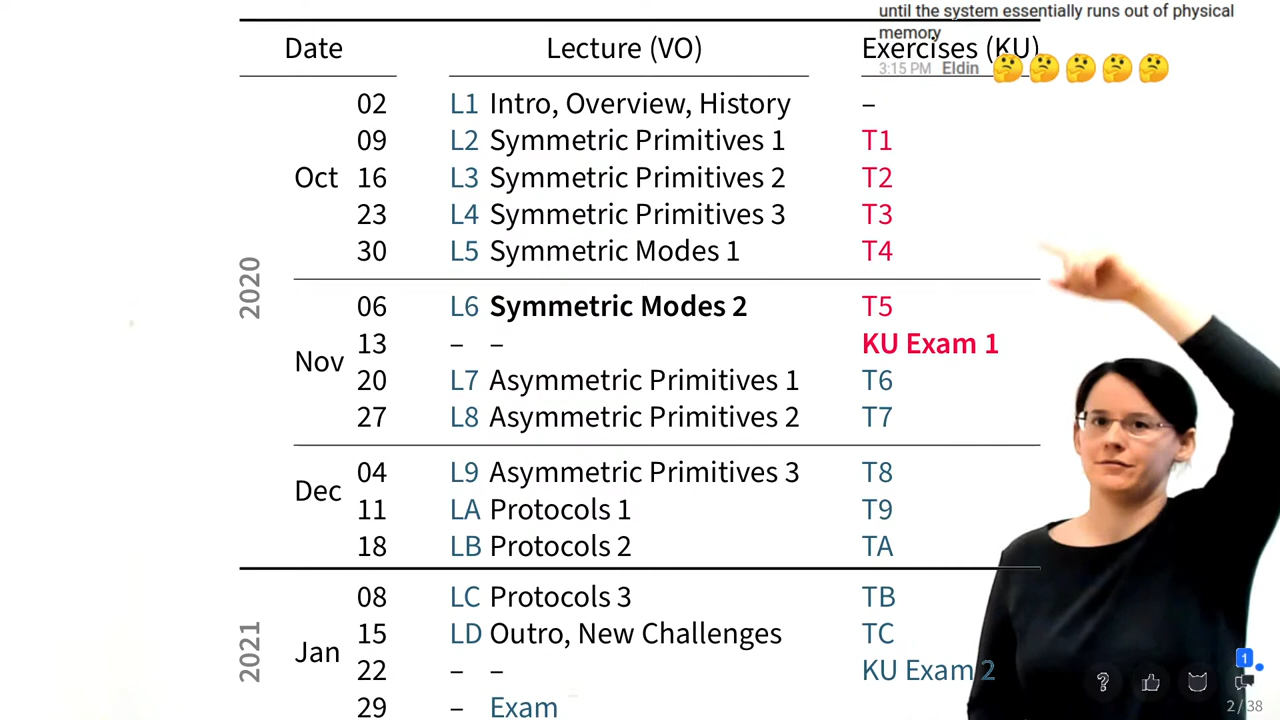 until the system essentially runs out of physical
memory
3:15 PM Eldin 🤔🤔🤔🤔🤔
Date Lecture (VO) Exercises (KU)
02 L1 Intro, Overview, History –
09 L2 Symmetric Primitives 1 T1
Oct 16 L3 Symmetric Primitives 2 T2
23 L4 Symmetric Primitives 3 T3
30 L5 Symmetric Modes 1 T4
2020
06 L6 Symmetric Modes 2 T5
13 – – KU Exam 1
Nov
20 L7 Asymmetric Primitives 1 T6
27 L8 Asymmetric Primitives 2 T7
04 L9 Asymmetric Primitives 3 T8
Dec
11 LA Protocols 1 T9
18 LB Protocols 2 TA
08 LC Protocols 3 TB
15 LD Outro, New Challenges TC
2021 Jan
22 – – KU Exam 2
29 – Exam
?
1
2 / 38